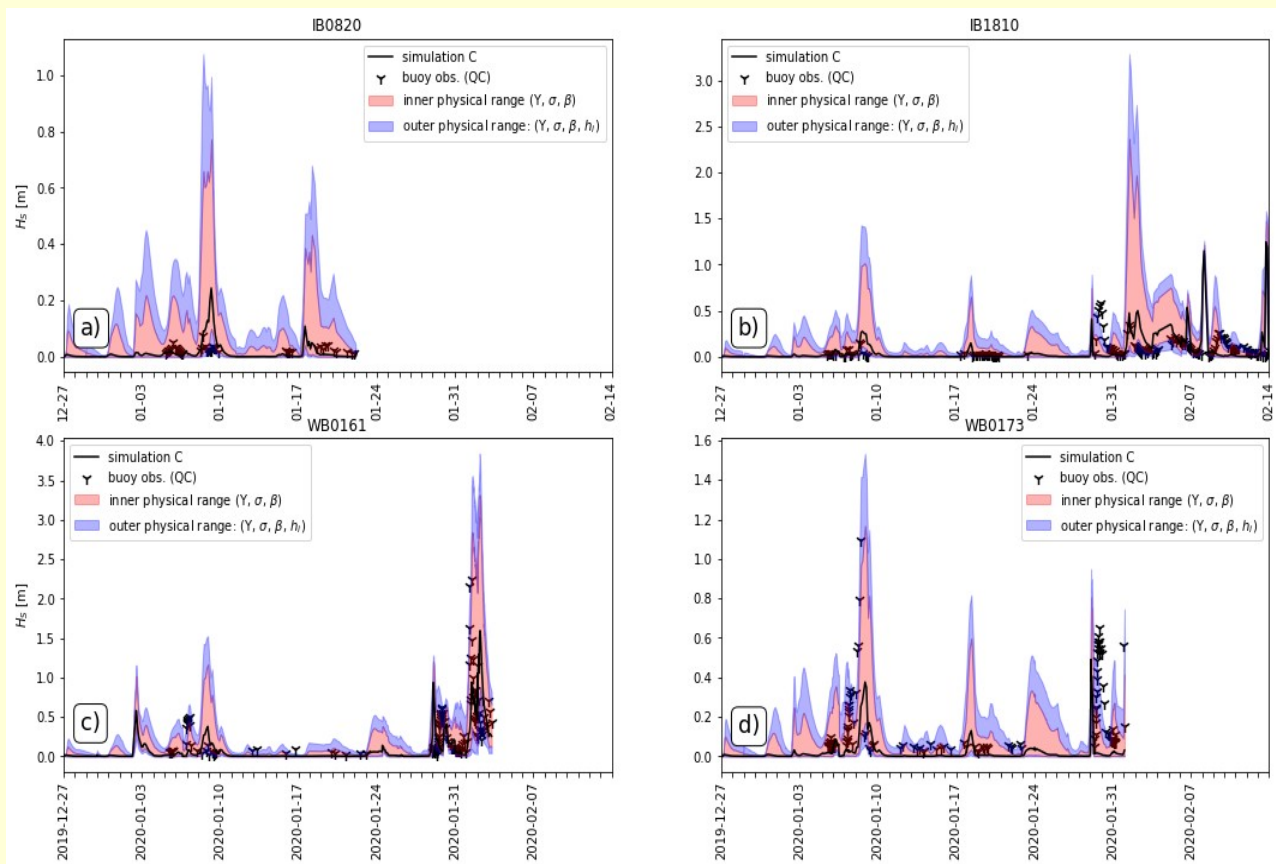 IB0820
simulation C
buoy obs. (QC)
inner physical range (Y, σ, β)
outer physical range: (Y, σ, β, hₗ)
1.0
0.8
0.6
0.4
0.2
0.0
Hₛ [m]
a)
12-27
01-03
01-10
01-17
01-24
01-31
02-07
02-14
IB1810
simulation C
buoy obs. (QC)
inner physical range (Y, σ, β)
outer physical range: (Y, σ, β, hₗ)
3.0
2.5
2.0
1.5
1.0
0.5
0.0
b)
12-27
01-03
01-10
01-17
01-24
01-31
02-07
02-14
WB0161
simulation C
buoy obs. (QC)
inner physical range (Y, σ, β)
outer physical range: (Y, σ, β, hₗ)
4.0
3.5
3.0
2.5
2.0
1.5
1.0
0.5
0.0
Hₛ [m]
c)
2019-12-27
2020-01-03
2020-01-10
2020-01-17
2020-01-24
2020-01-31
2020-02-07
WB0173
simulation C
buoy obs. (QC)
inner physical range (Y, σ, β)
outer physical range: (Y, σ, β, hₗ)
1.6
1.4
1.2
1.0
0.8
0.6
0.4
0.2
0.0
d)
2019-12-27
2020-01-03
2020-01-10
2020-01-17
2020-01-24
2020-01-31
2020-02-07